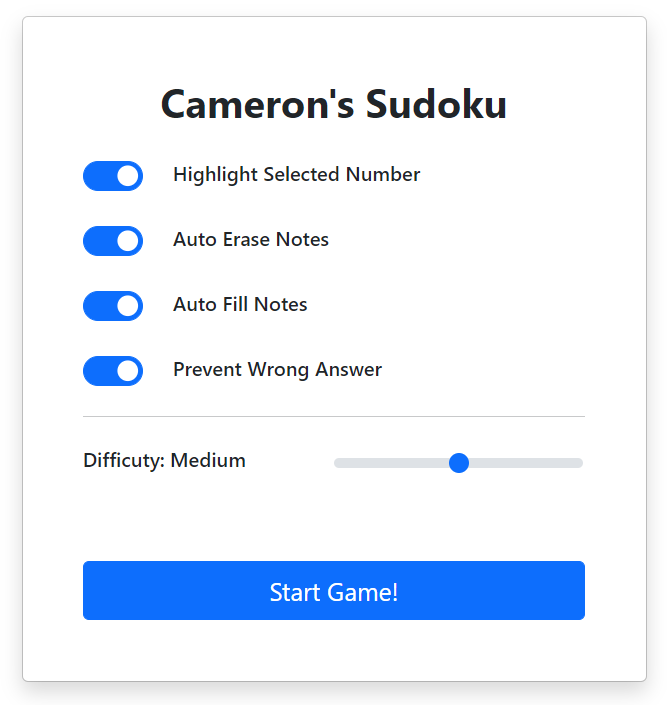 Cameron's Sudoku
Highlight Selected Number
Auto Erase Notes
Auto Fill Notes
Prevent Wrong Answer
Difficuty: Medium
Start Game!